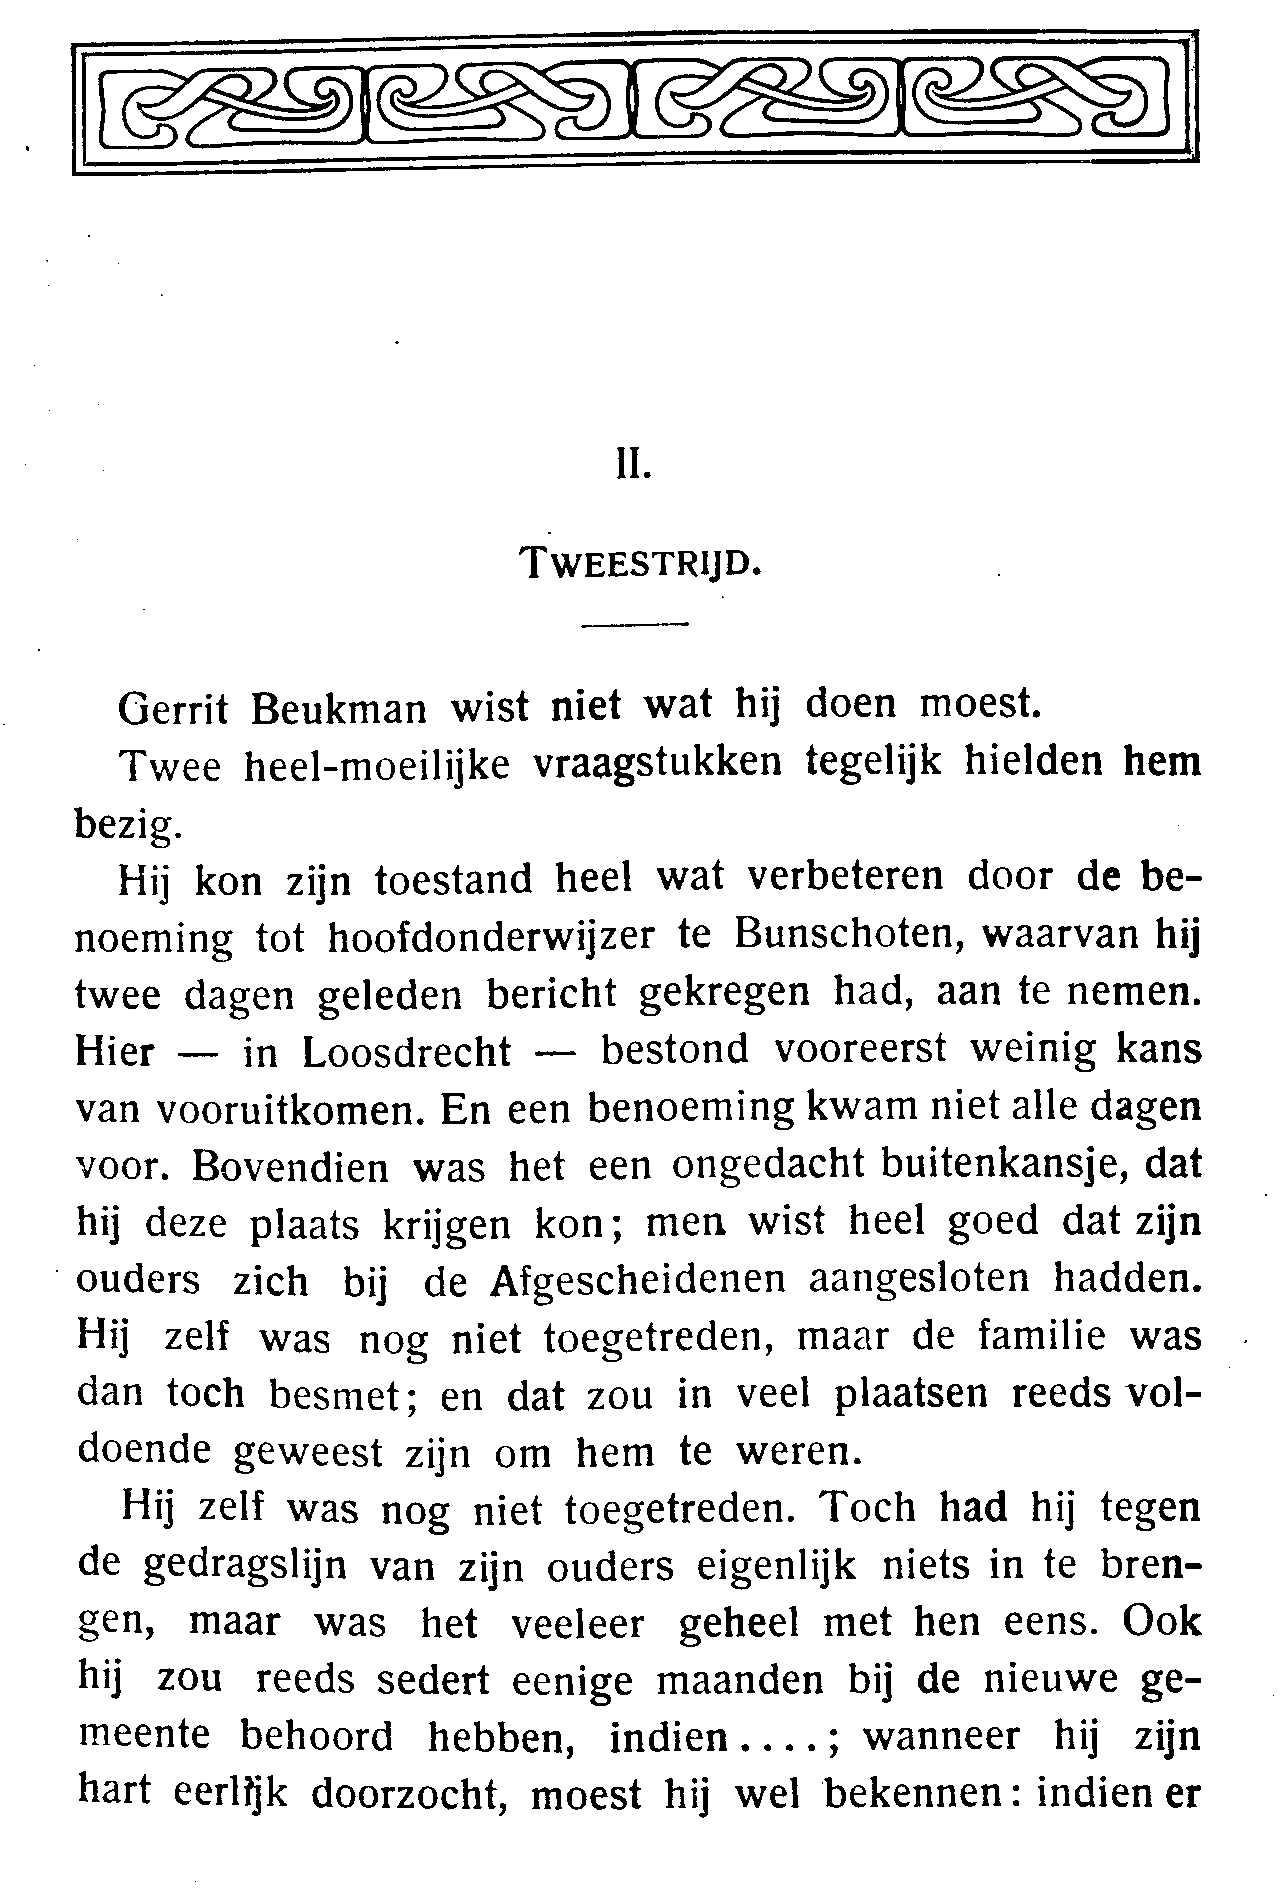 II.
TWEESTRIJD.
Gerrit Beukman wist niet wat hij doen moest.
Twee heel-moeilijke vraagstukken tegelijk hielden hem
bezig.
Hij kon zijn toestand heel wat verbeteren door de be-
noeming tot hoofdonderwijzer te Bunschoten, waarvan hij
twee dagen geleden bericht gekregen had, aan te nemen.
Hier — in Loosdrecht — bestond vooreerst weinig kans
van vooruitkomen. En een benoeming kwam niet alle dagen
voor. Bovendien was het een ongedacht buitenkansje, dat
hij deze plaats krijgen kon; men wist heel goed dat zijn
ouders zich bij de Afgescheidenen aangesloten hadden.
Hij zelf was nog niet toegetreden, maar de familie was
dan toch besmet; en dat zou in veel plaatsen reeds vol-
doende geweest zijn om hem te weren.
Hij zelf was nog niet toegetreden. Toch had hij tegen
de gedragslijn van zijn ouders eigenlijk niets in te bren-
gen, maar was het veeleer geheel met hen eens. Ook
hij zou reeds sedert eenige maanden bij de nieuwe ge-
meente behoord hebben, indien . . . . ; wanneer hij zijn
hart eerlijk doorzocht, moest hij wel bekennen: indien er